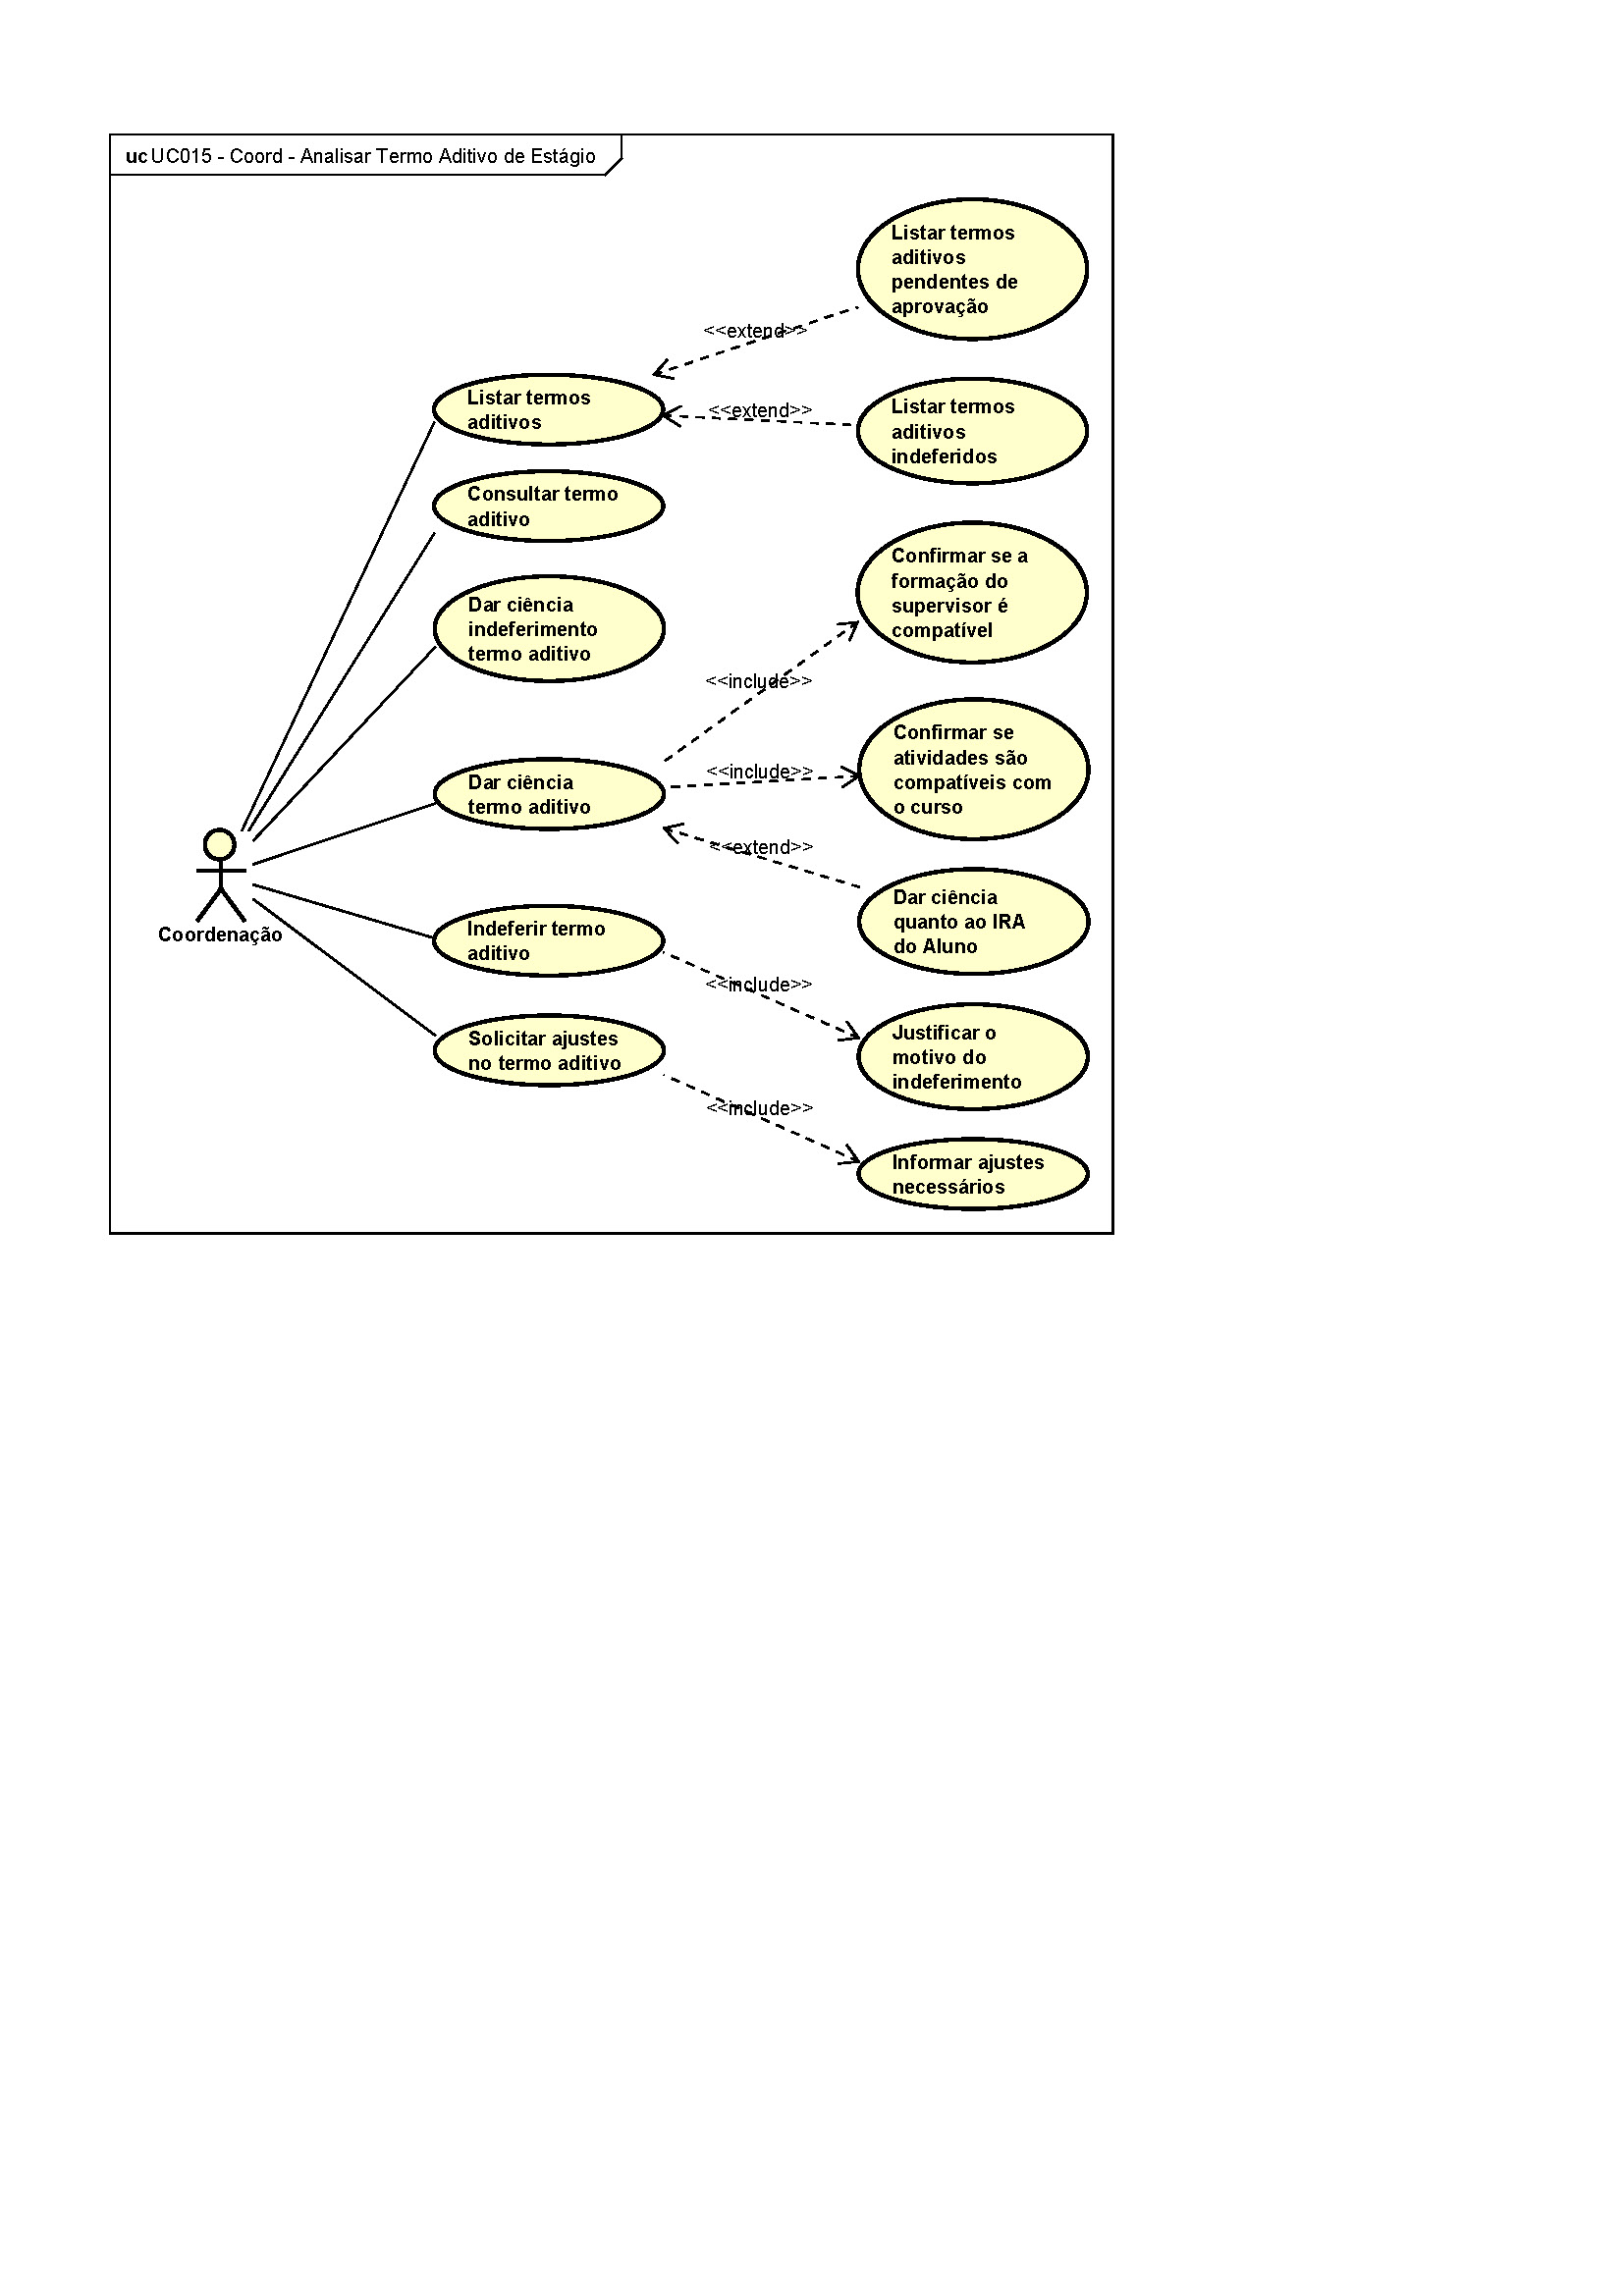 uc UC015 - Coord - Analisar Termo Aditivo de Estágio
Listar termos
aditivos
pendentes de
aprovação
<<extend>>
Listar termos
aditivos
<<extend>>
Listar termos
aditivos
indeferidos
Consultar termo
aditivo
Confirmar se a
formação do
supervisor é
compatível
Dar ciência
indeferimento
termo aditivo
<<include>>
Confirmar se
atividades são
compatíveis com
o curso
<<include>>
Dar ciência
termo aditivo
<<extend>>
Dar ciência
quanto ao IRA
do Aluno
Coordenação
Indeferir termo
aditivo
<<include>>
Justificar o
motivo do
indeferimento
Solicitar ajustes
no termo aditivo
<<include>>
Informar ajustes
necessários